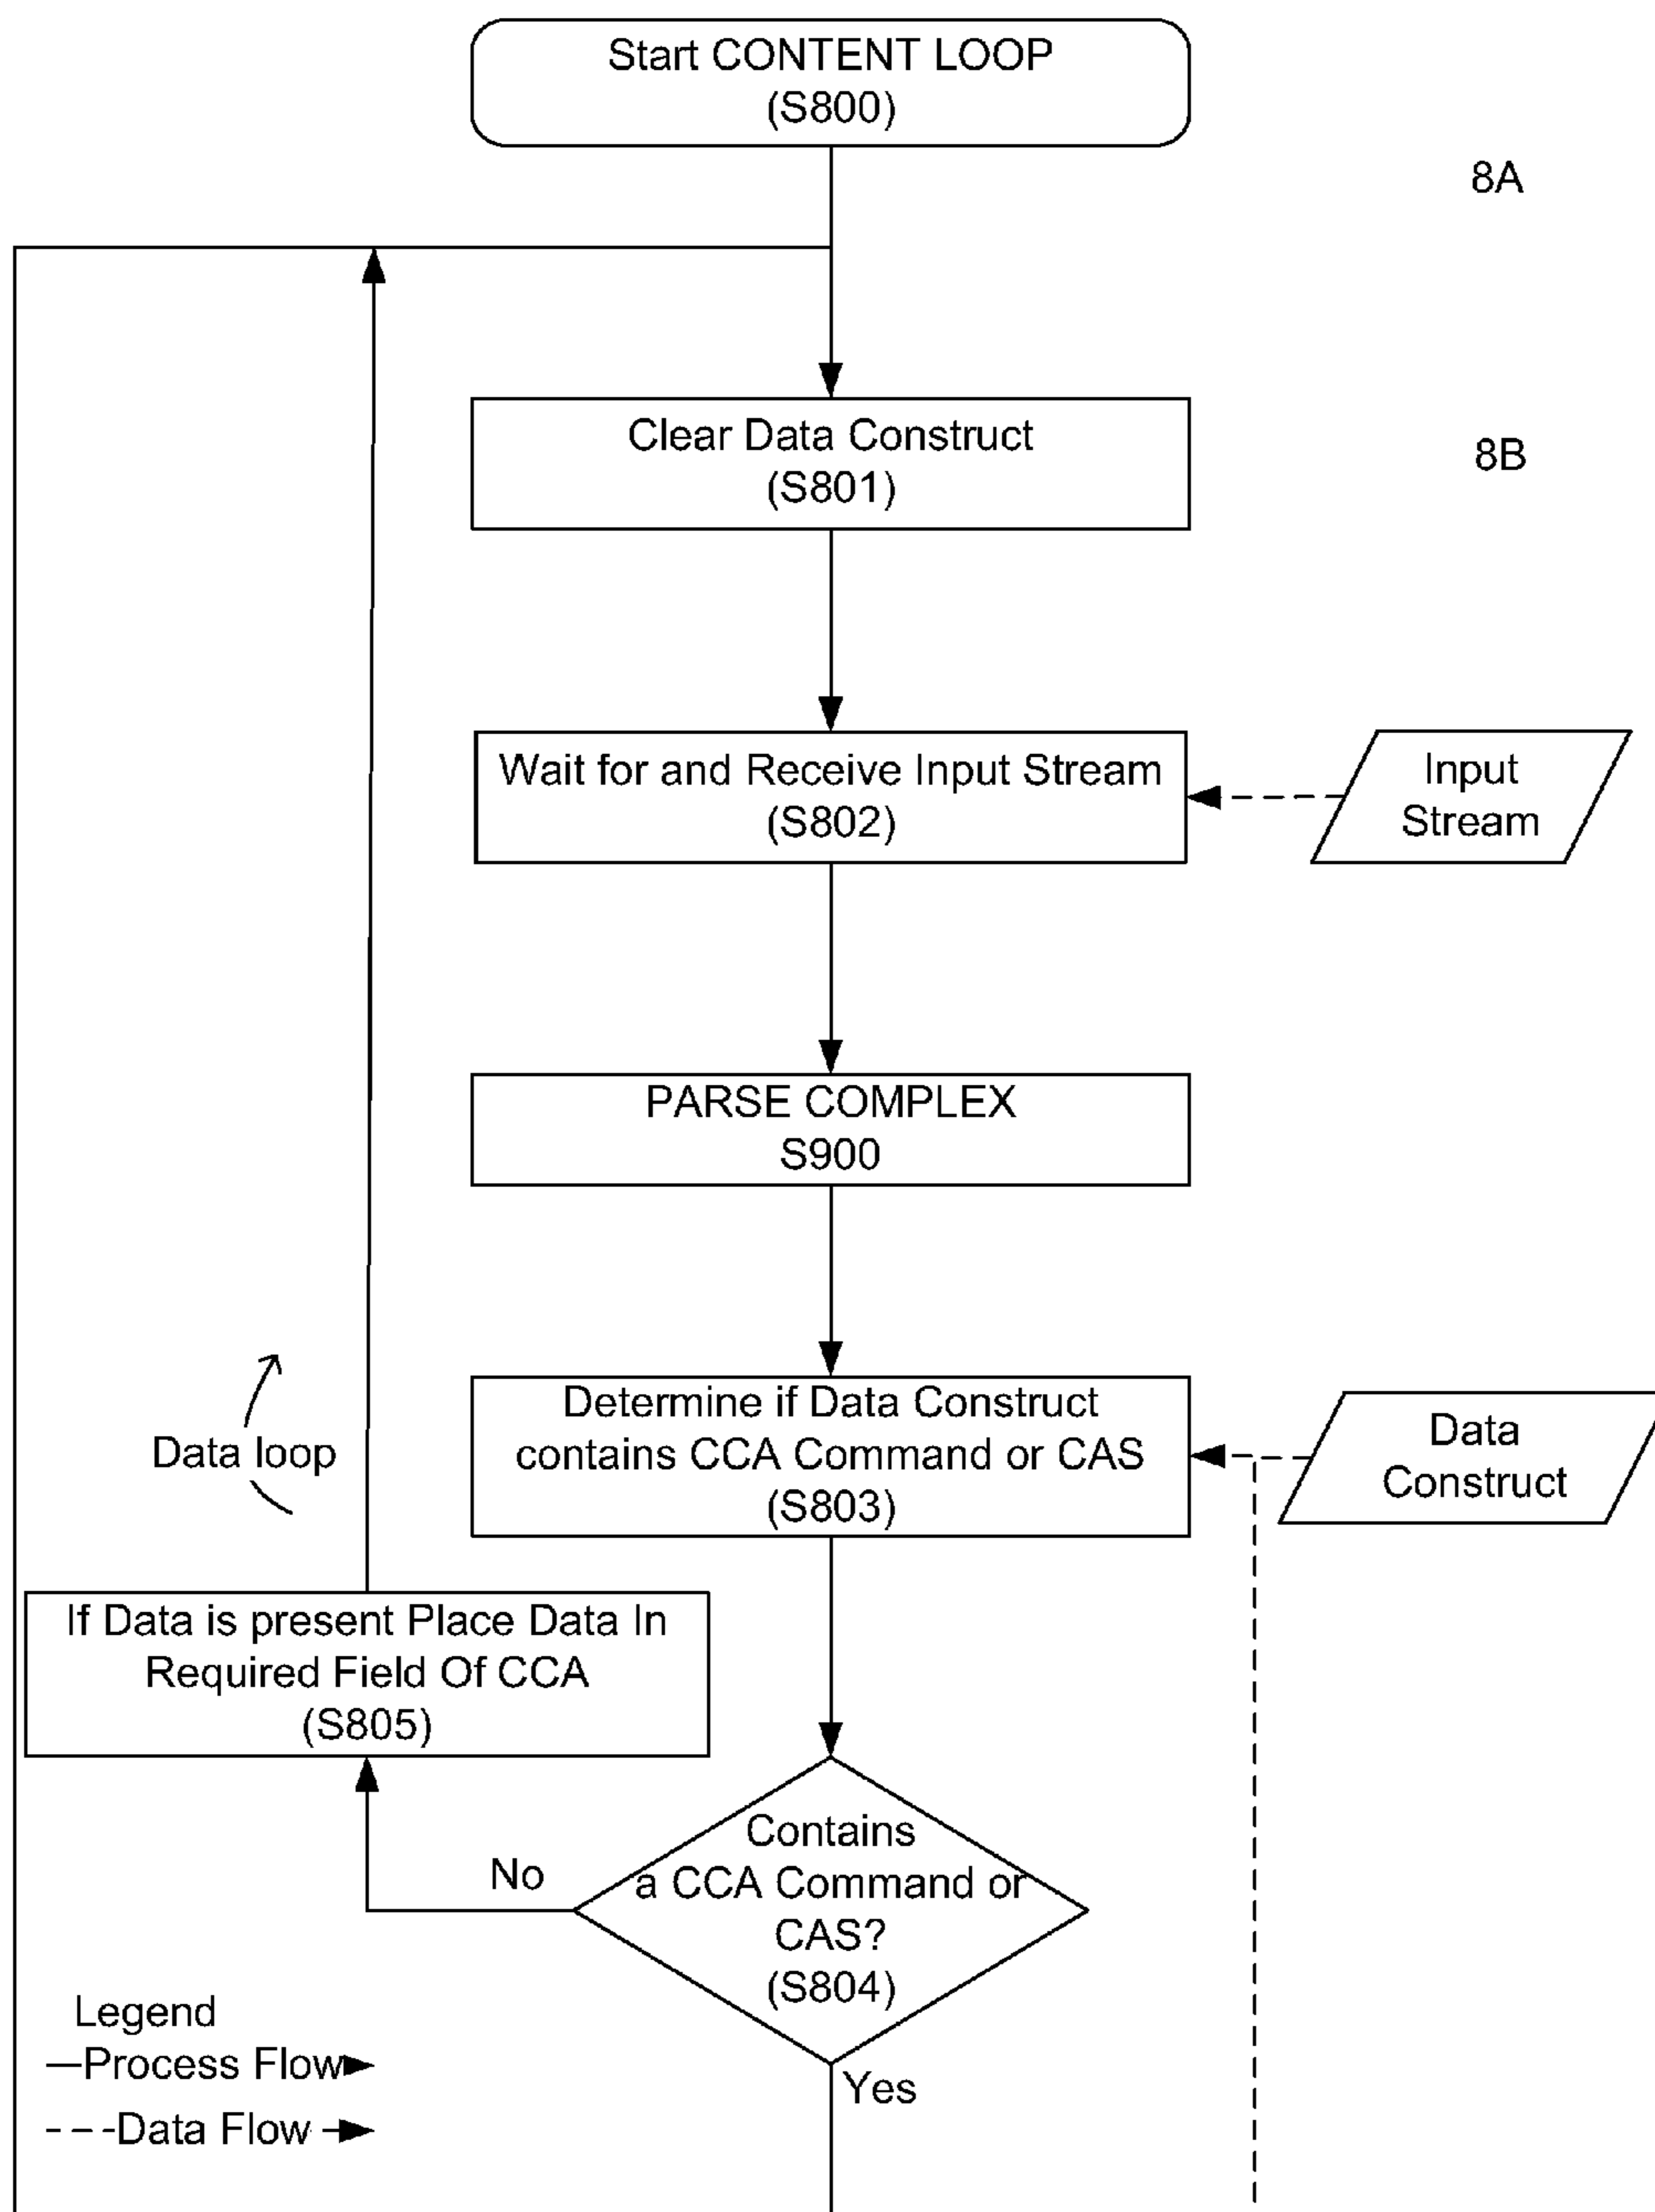 Start CONTENT LOOP
(S800)
8A
Clear Data Construct
(S801)
8B
Wait for and Receive Input Stream
(S802)
Input
Stream
PARSE COMPLEX
S900
Determine if Data Construct
contains CCA Command or CAS
(S803)
Data
Construct
Data loop
If Data is present Place Data In
Required Field Of CCA
(S805)
Contains
a CCA Command or
CAS?
(S804)
No
Yes
Legend
Process Flow
Data Flow